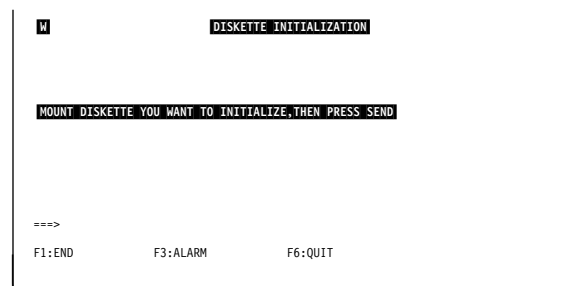 W DISKETTE INITIALIZATION
MOUNT DISKETTE YOU WANT TO INITIALIZE,THEN PRESS SEND
===>
F1:END F3:ALARM F6:QUIT